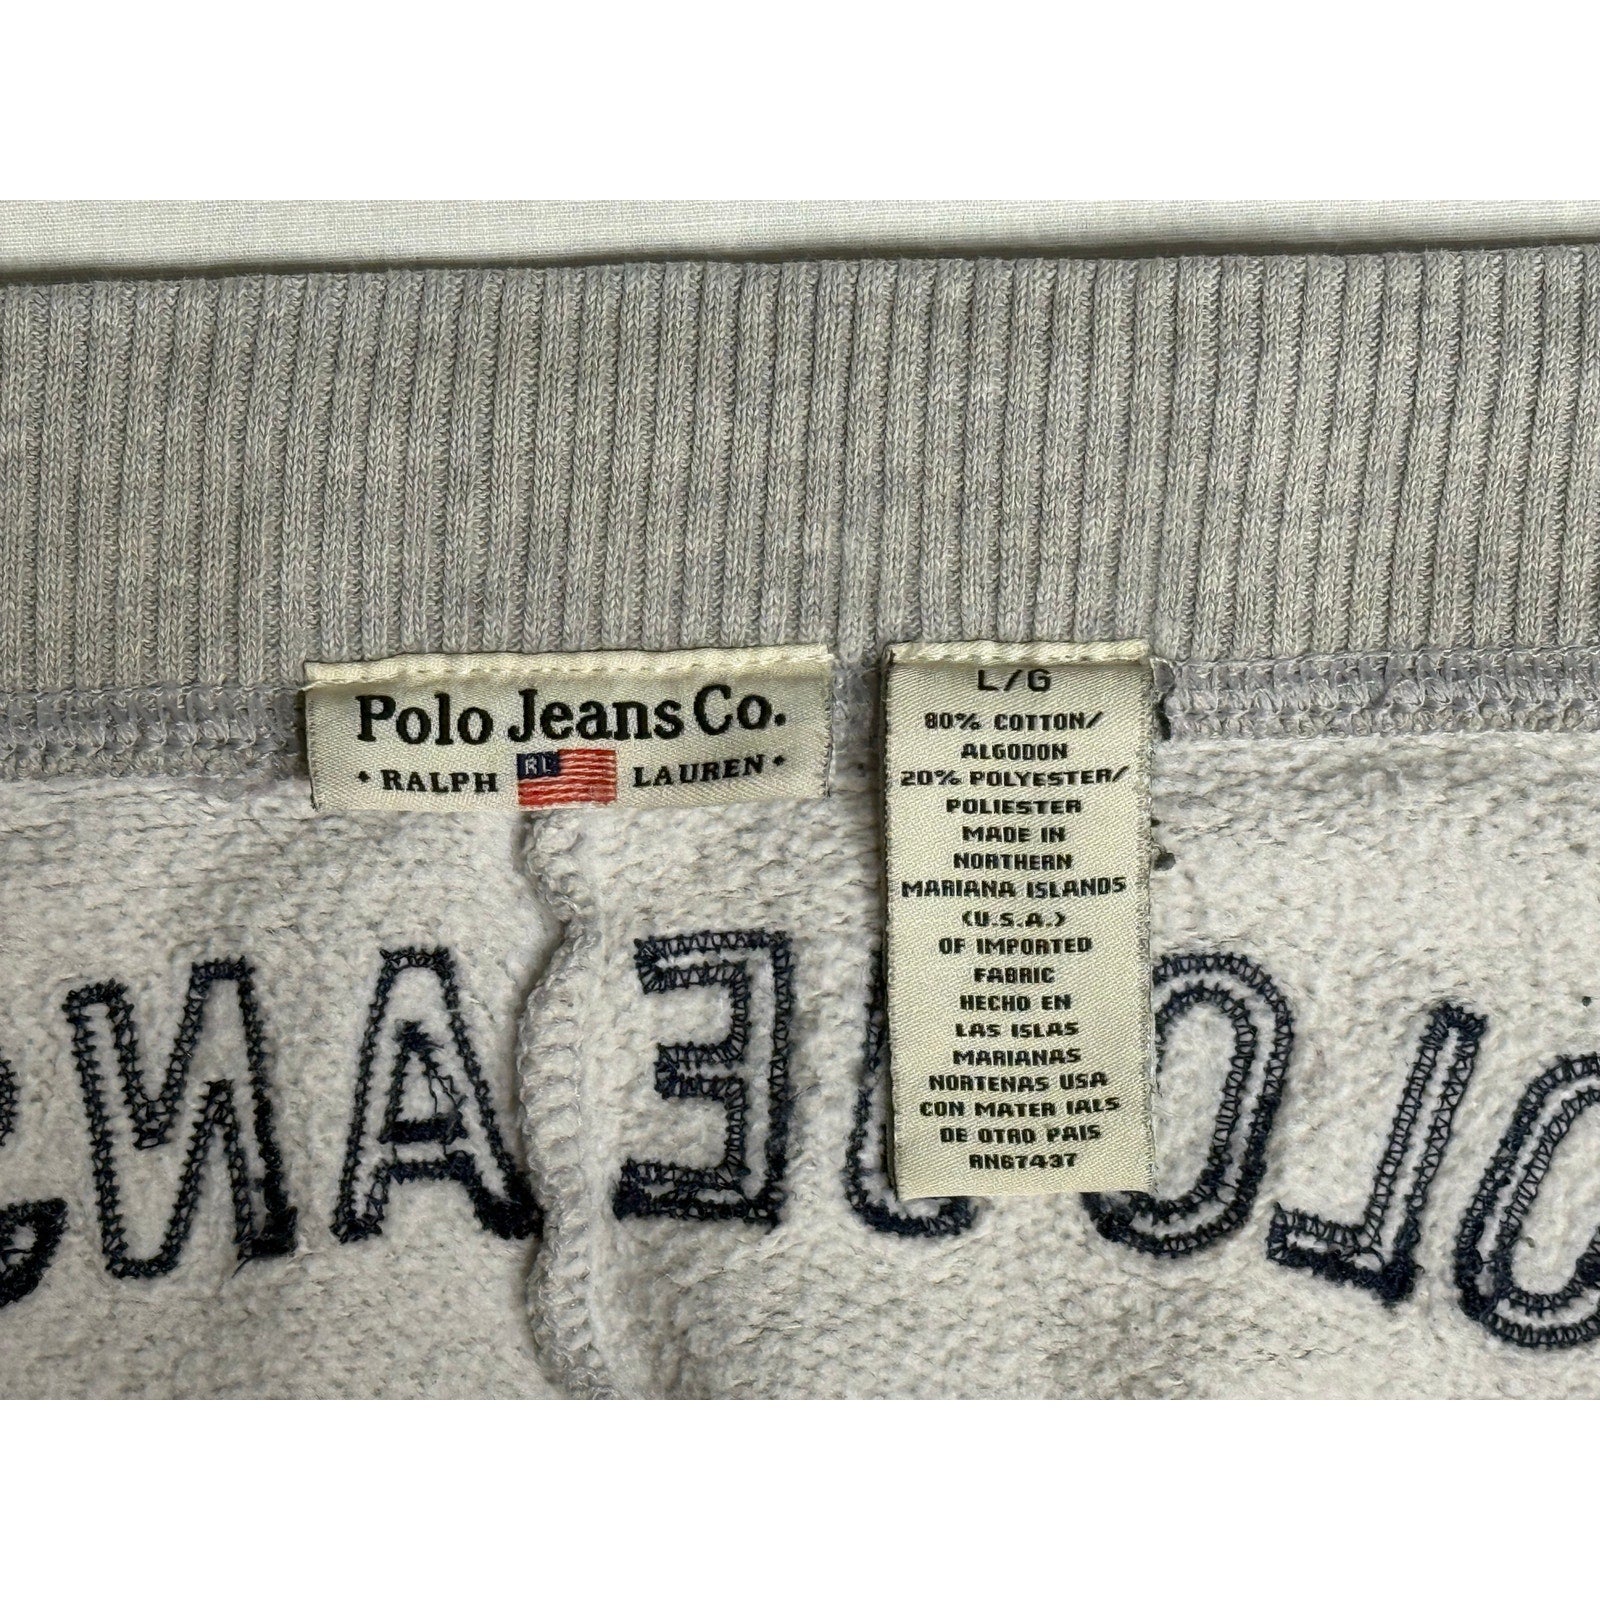 Polo Jeans Co.
• RALPH RL LAUREN •
L/G
80% COTTON/
ALGODON
20% POLYESTER/
POLIESTER
MADE IN
NORTHERN
MARIANA ISLANDS
(U.S.A.)
OF IMPORTED
FABRIC
HECHO EN
LAS ISLAS
MARIANAS
NORTENAS USA
CON MATER IALS
DE OTRO PAIS
RN67437